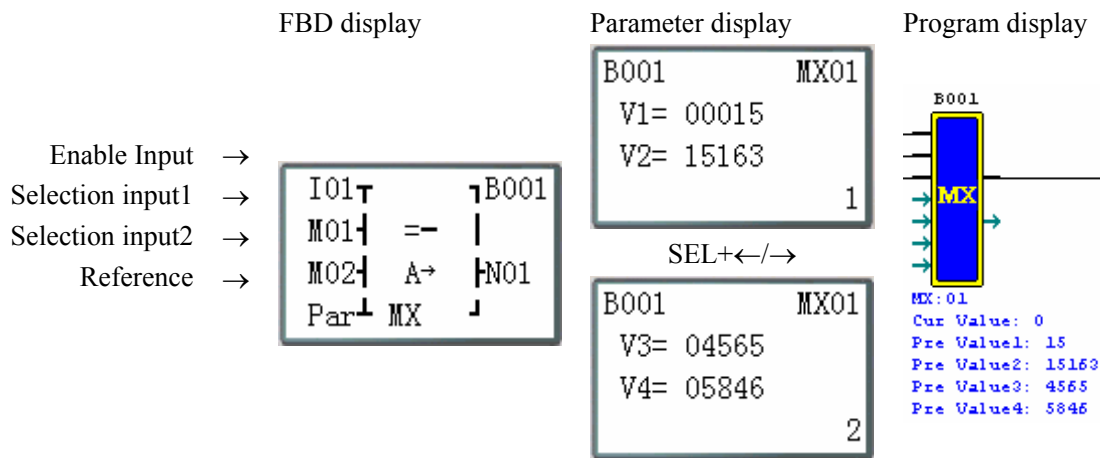 FBD display
Parameter display
Program display
Enable Input →
Selection input1 →
Selection input2 →
Reference →
I01 B001
M01 =-
M02 A→ N01
Par MX
B001 MX01
V1= 00015
V2= 15163
1
SEL+←/→
B001 MX01
V3= 04565
V4= 05846
2
B001
MX
MX:01
Cur Value: 0
Pre Value1: 15
Pre Value2: 15163
Pre Value3: 4565
Pre Value4: 5846